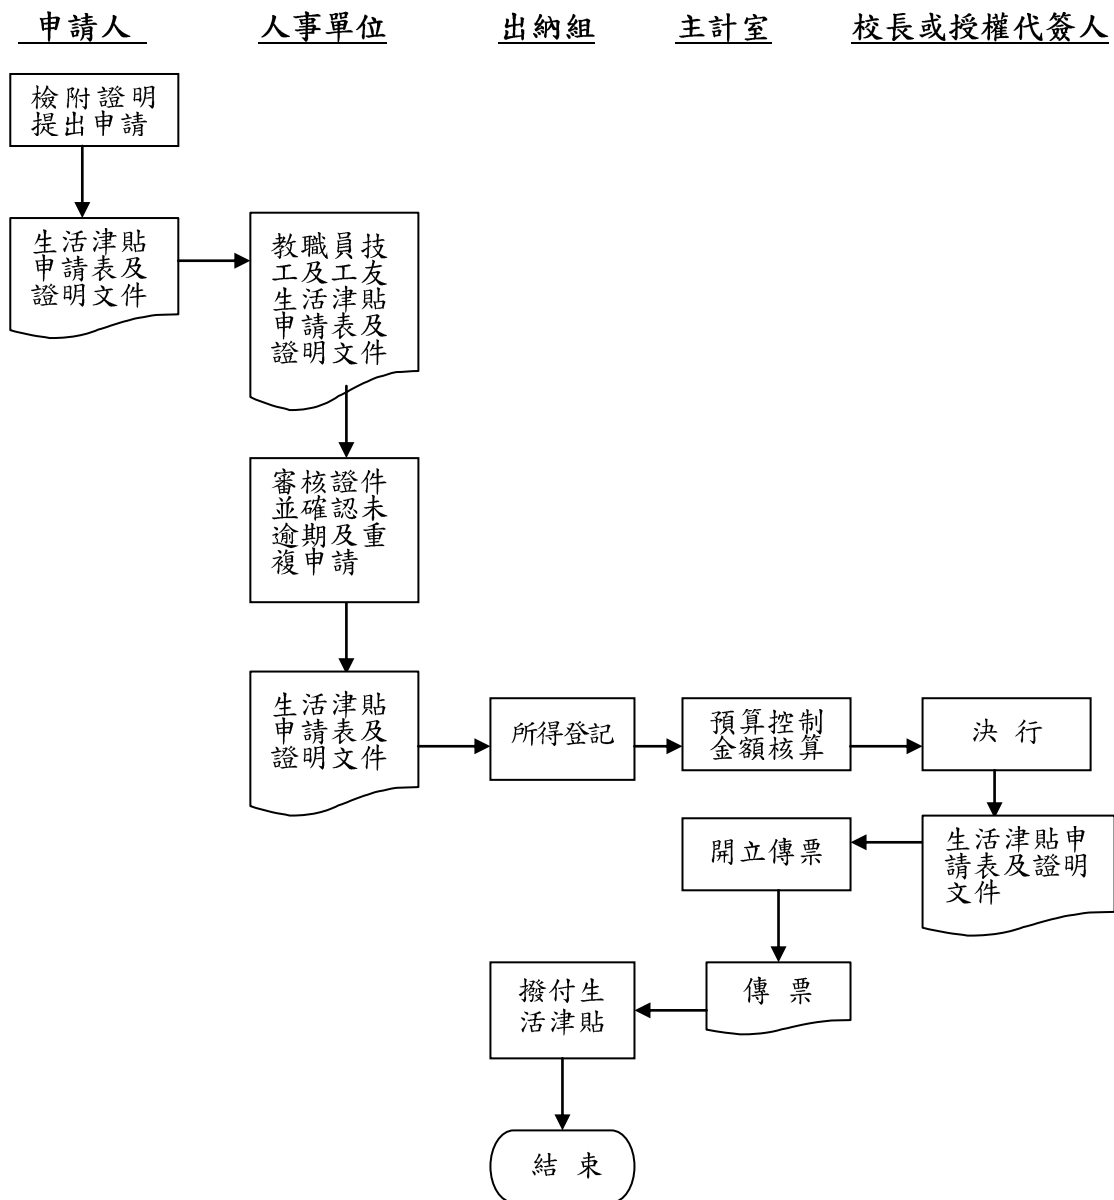 申請人
人事單位
出納組
主計室
校長或授權代簽人
檢附證明
提出申請
生活津貼
申請表及
證明文件
教職員技
工及工友
生活津貼
申請表及
證明文件
審核證件
並確認未
逾期及重
複申請
生活津貼
申請表及
證明文件
所得登記
預算控制
金額核算
決 行
生活津貼申
請表及證明
文件
開立傳票
傳 票
撥付生
活津貼
結 束